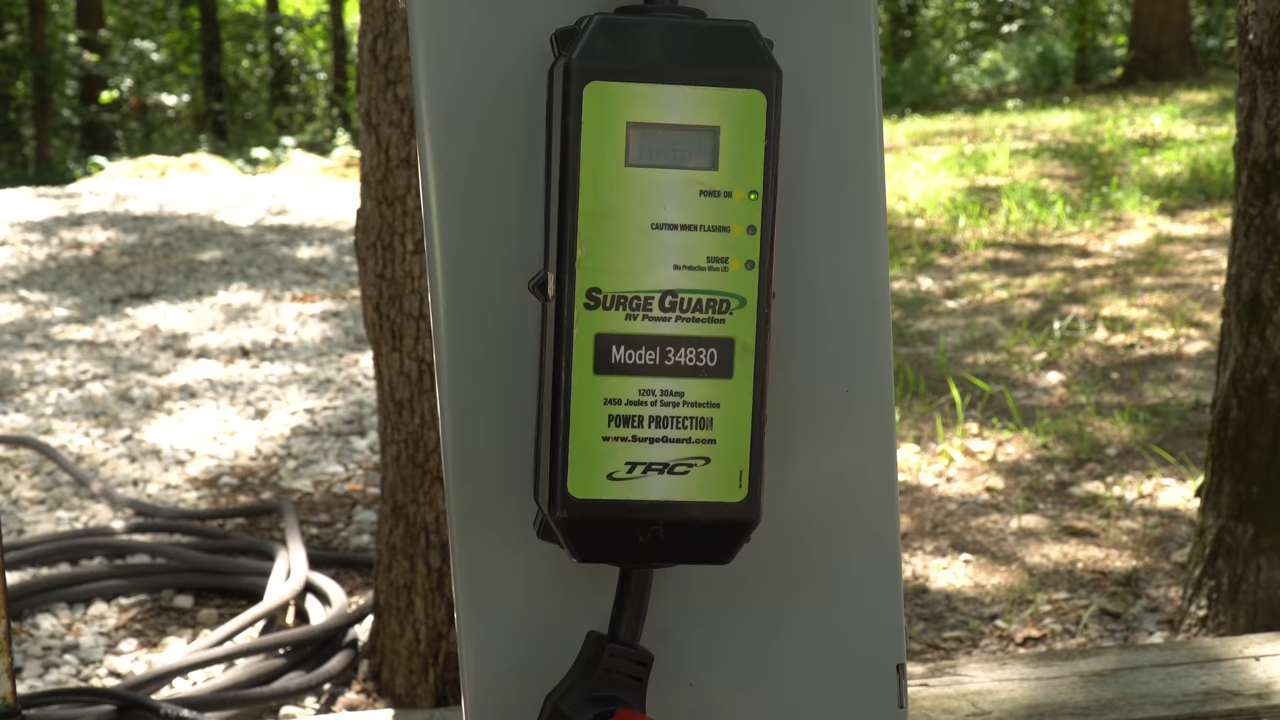 POWER ON
CAUTION WHEN FLASHING
SURGE
(No Protection When Lit)
SURGE GUARD.
RV Power Protection
Model 34830
120V, 30Amp
2450 Joules of Surge Protection
POWER PROTECTION
www.SurgeGuard.com
TRC